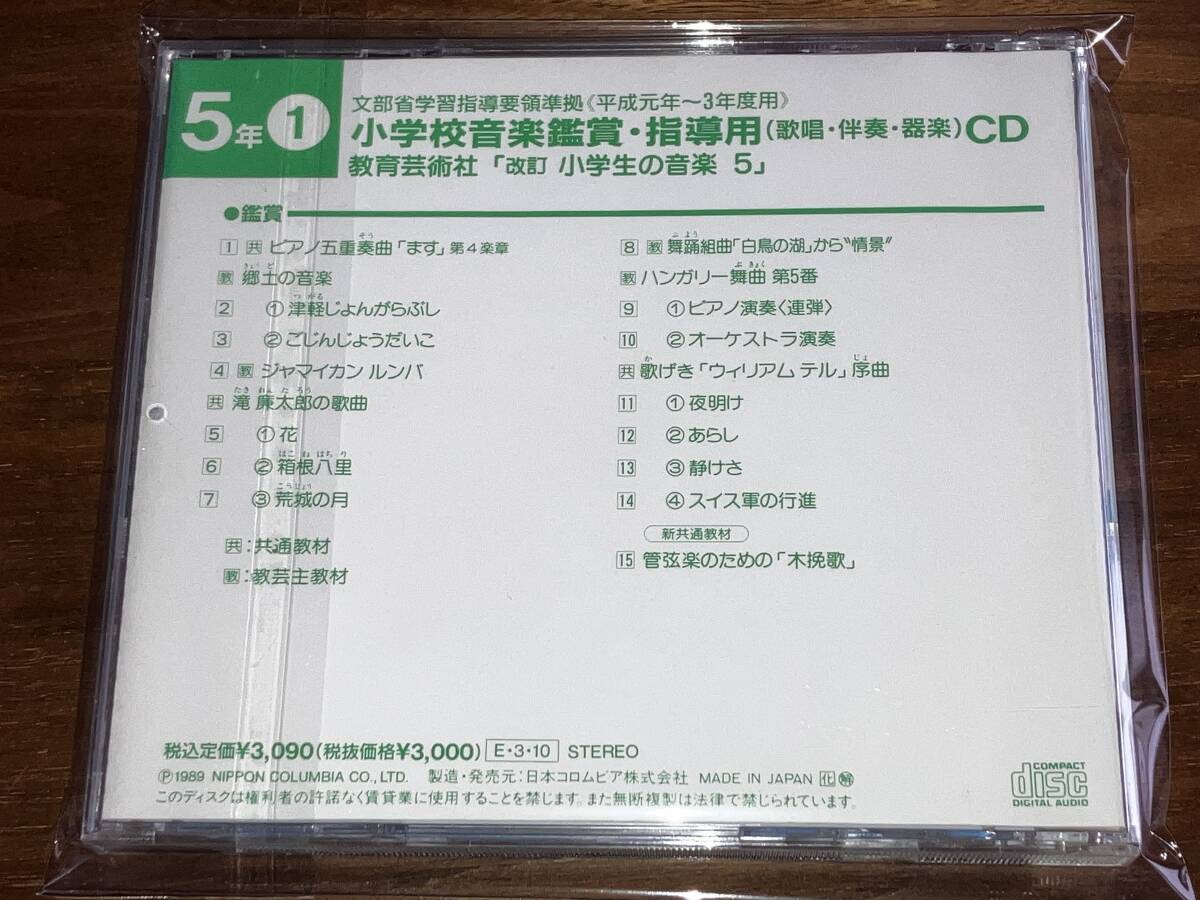 5年①
文部省学習指導要領準拠《平成元年～3年度用》
小学校音楽鑑賞・指導用(歌唱・伴奏・器楽)CD
教育芸術社「改訂 小学生の音楽 5」
●鑑賞
1 共 ピアノ五重奏曲「ます」第4楽章
教 郷土の音楽
2 ①津軽じょんがらぶし
3 ②ごじんじょうだいこ
4 教 ジャマイカン ルンバ
共 滝 廉太郎の歌曲
5 ①花
6 ②箱根八里
7 ③荒城の月
共:共通教材
教:教芸主教材
8 教 舞踊組曲「白鳥の湖」から“情景”
教 ハンガリー舞曲 第5番
9 ①ピアノ演奏〈連弾〉
10 ②オーケストラ演奏
共 歌げき「ウィリアム テル」序曲
11 ①夜明け
12 ②あらし
13 ③静けさ
14 ④スイス軍の行進
新共通教材
15 管弦楽のための「木挽歌」
税込定価¥3,090(税抜価格¥3,000) E・3・10 STEREO
Ⓟ1989 NIPPON COLUMBIA CO., LTD. 製造・発売元:日本コロムビア株式会社 MADE IN JAPAN
このディスクは権利者の許諾なく賃貸業に使用することを禁じます。また無断複製は法律で禁じられています。
COMPACT
disc
DIGITAL AUDIO